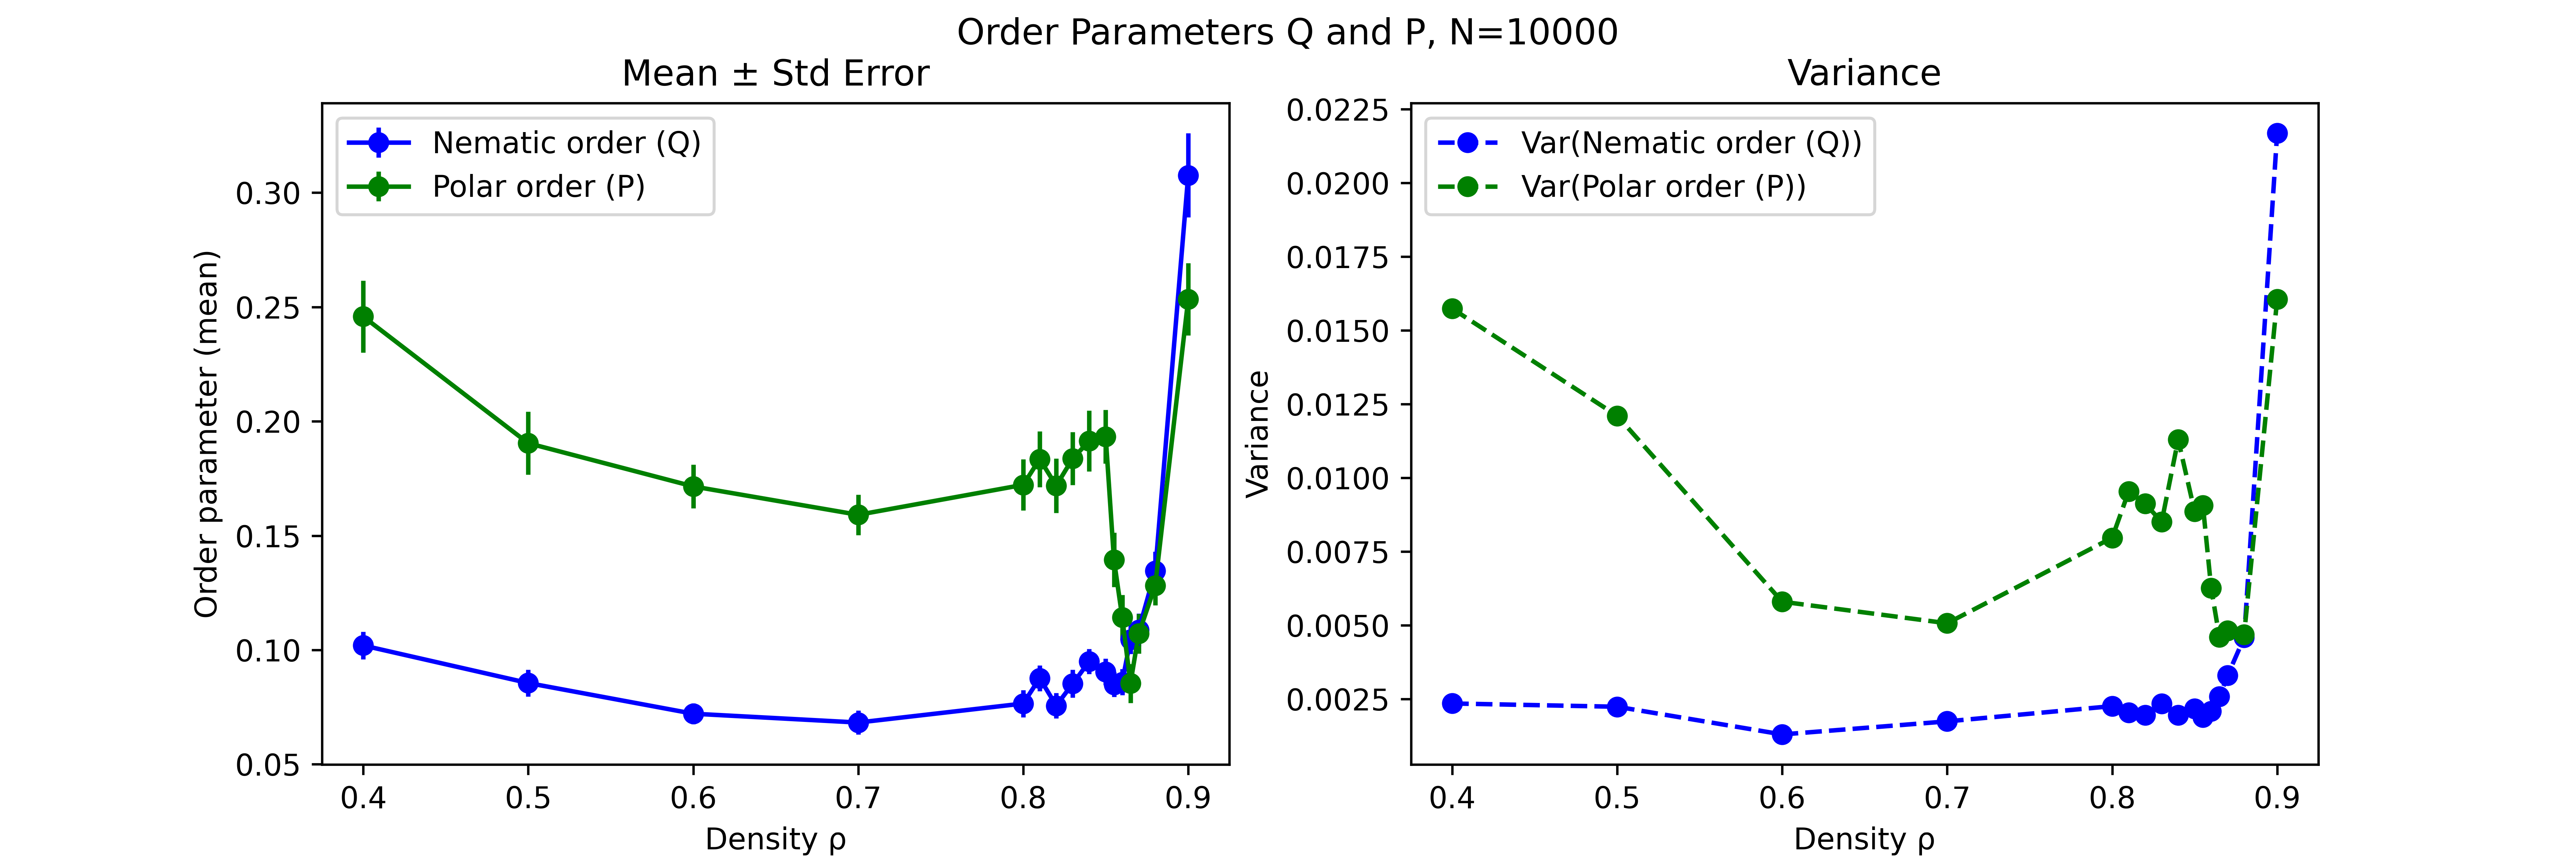 Order Parameters Q and P, N=10000
Mean ± Std Error
Nematic order (Q)
Polar order (P)
Order parameter (mean)
0.30
0.25
0.20
0.15
0.10
0.05
0.4 0.5 0.6 0.7 0.8 0.9
Density ρ
Variance
Var(Nematic order (Q))
Var(Polar order (P))
Variance
0.0225
0.0200
0.0175
0.0150
0.0125
0.0100
0.0075
0.0050
0.0025
0.4 0.5 0.6 0.7 0.8 0.9
Density ρ